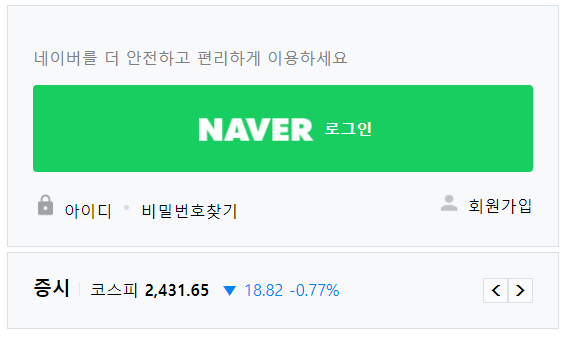 네이버를 더 안전하고 편리하게 이용하세요
NAVER 로그인
아이디 비밀번호찾기 회원가입
증시 코스피 2,431.65 ▼ 18.82 -0.77% < >